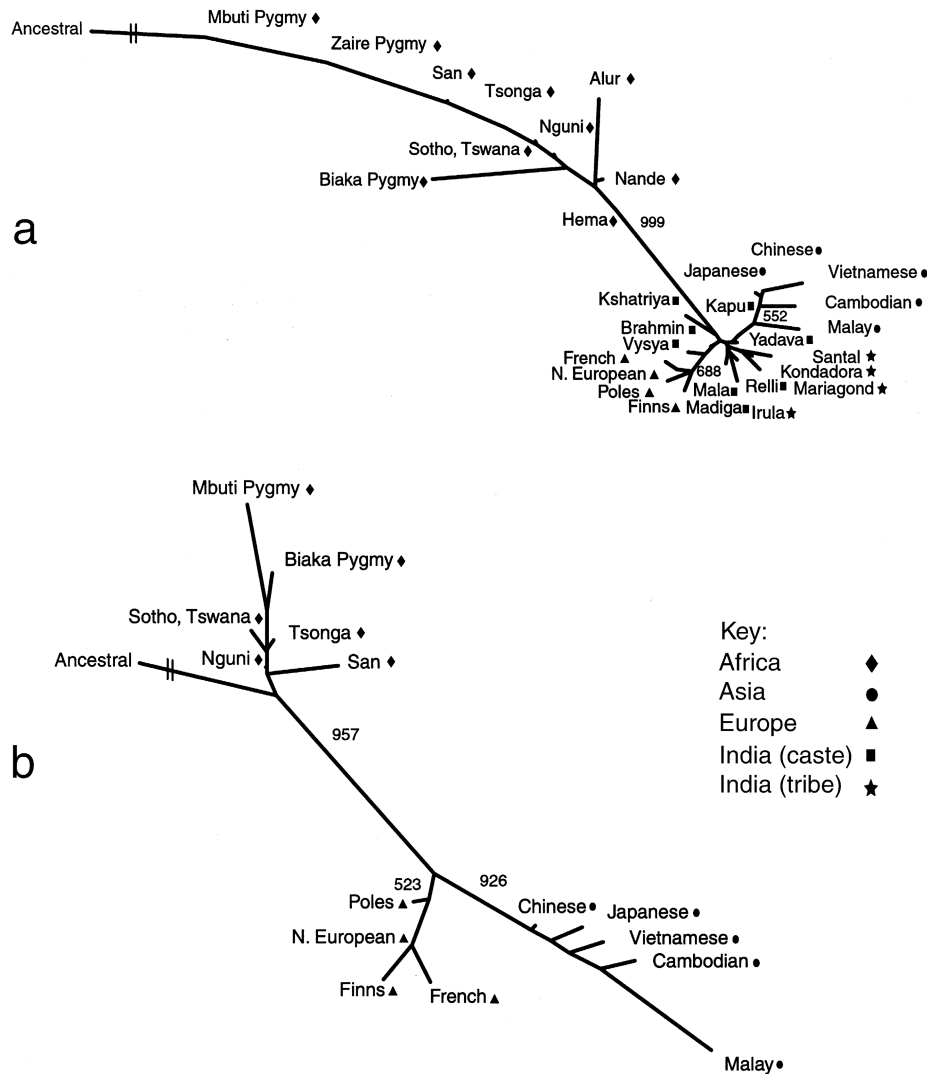 Ancestral
Mbuti Pygmy
Zaire Pygmy
San
Tsonga
Alur
Nguni
Sotho, Tswana
Biaka Pygmy
Nande
Hema
999
a
Chinese
Japanese
Vietnamese
Kshatriya
Kapu
Cambodian
552
Brahmin
Malay
Vysya
Yadava
French
Santal
N. European
688
Kondadora
Poles
Mala
Relli
Mariagond
Finns
Madiga
Irula
Mbuti Pygmy
Biaka Pygmy
Sotho, Tswana
Tsonga
Ancestral
Nguni
San
957
b
523
926
Poles
Chinese
Japanese
N. European
Vietnamese
Cambodian
Finns
French
Malay
Key:
Africa
Asia
Europe
India (caste)
India (tribe)